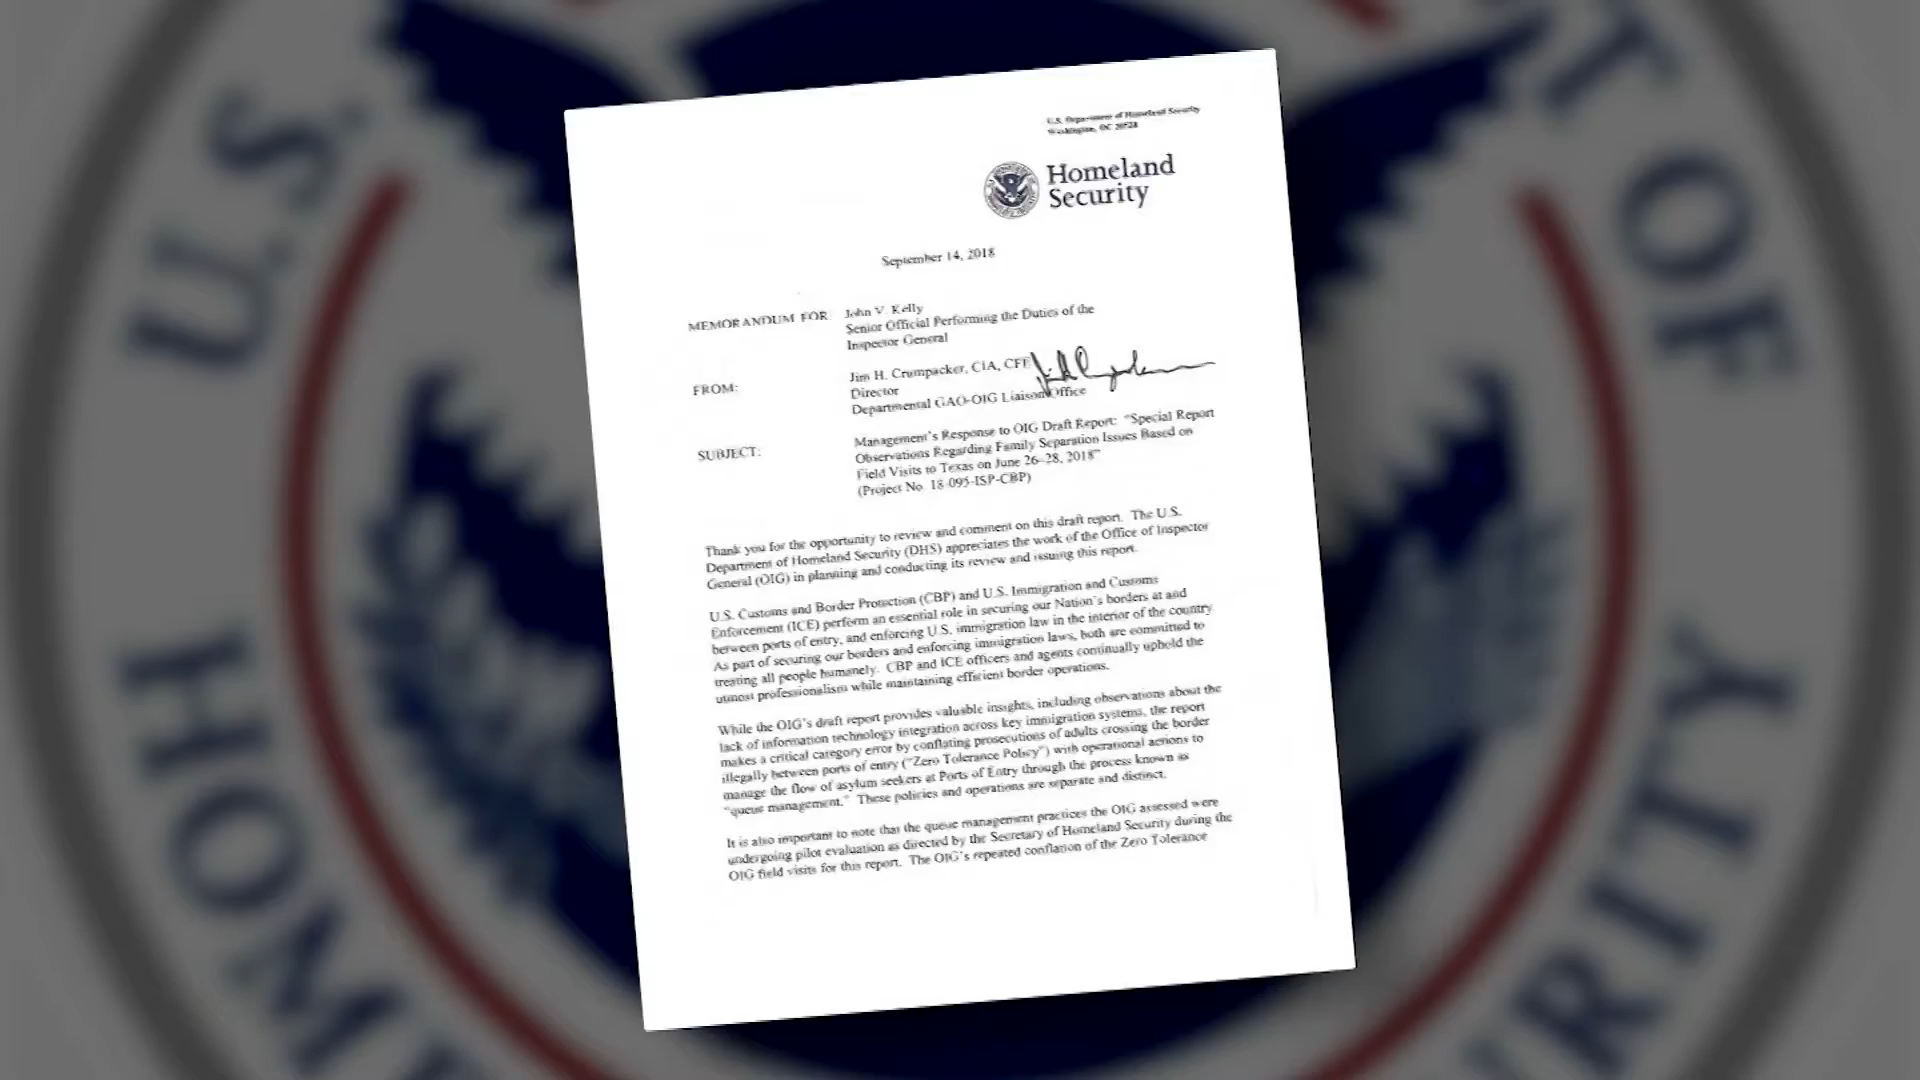 U.S. Department of Homeland Security
Washington, DC 20528
Homeland
Security
September 14, 2018
MEMORANDUM FOR
John V. Kelly
Senior Official Performing the Duties of the
Inspector General
FROM:
Jim H. Crumpacker, CIA, CFE
Director
Departmental GAO-OIG Liaison Office
SUBJECT:
Management's Response to OIG Draft Report: "Special Report
Observations Regarding Family Separation Issues Based on
Field Visits to Texas on June 26-28, 2018"
(Project No. 18-095-ISP-CBP)
Thank you for the opportunity to review and comment on this draft report. The U.S.
Department of Homeland Security (DHS) appreciates the work of the Office of Inspector
General (OIG) in planning and conducting its review and issuing this report.
U.S. Customs and Border Protection (CBP) and U.S. Immigration and Customs
Enforcement (ICE) perform an essential role in securing our Nation's borders at and
between ports of entry, and enforcing U.S. immigration law in the interior of the country
As part of securing our borders and enforcing immigration laws, both are committed to
treating all people humanely. CBP and ICE officers and agents continually uphold the
utmost professionalism while maintaining efficient border operations.
While the OIG's draft report provides valuable insights, including observations about the
lack of information technology integration across key immigration systems, the report
makes a critical category error by conflating prosecutions of adults crossing the border
illegally between ports of entry ("Zero Tolerance Policy") with operational actions to
manage the flow of asylum seekers at Ports of Entry through the process known as
"queue management." These policies and operations are separate and distinct.
It is also important to note that the queue management practices the OIG assessed were
undergoing pilot evaluation as directed by the Secretary of Homeland Security during the
OIG field visits for this report. The OIG's repeated conflation of the Zero Tolerance
U.S.
OF
HOME
RITY